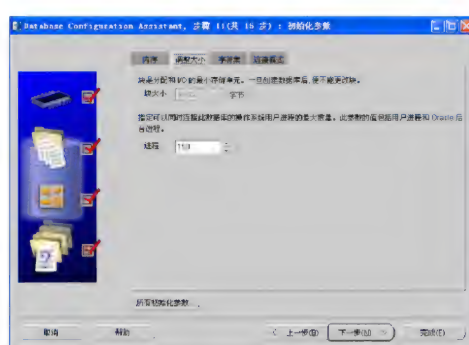 Database Configuration Assistant, 步骤 11(共 16 步) : 初始化参数
内存 调整大小 字符集 连接模式
块是分配和 I/O 的最小存储单元。一旦创建数据库后,便不能更改块。
块大小 字节
指定可以同时连接此数据库的操作系统用户进程的最大数量。此参数的值包括用户进程和 Oracle 后
台进程。
进程 150
所有初始化参数...
取消 帮助 上一步(B) 下一步(N) 完成(F)